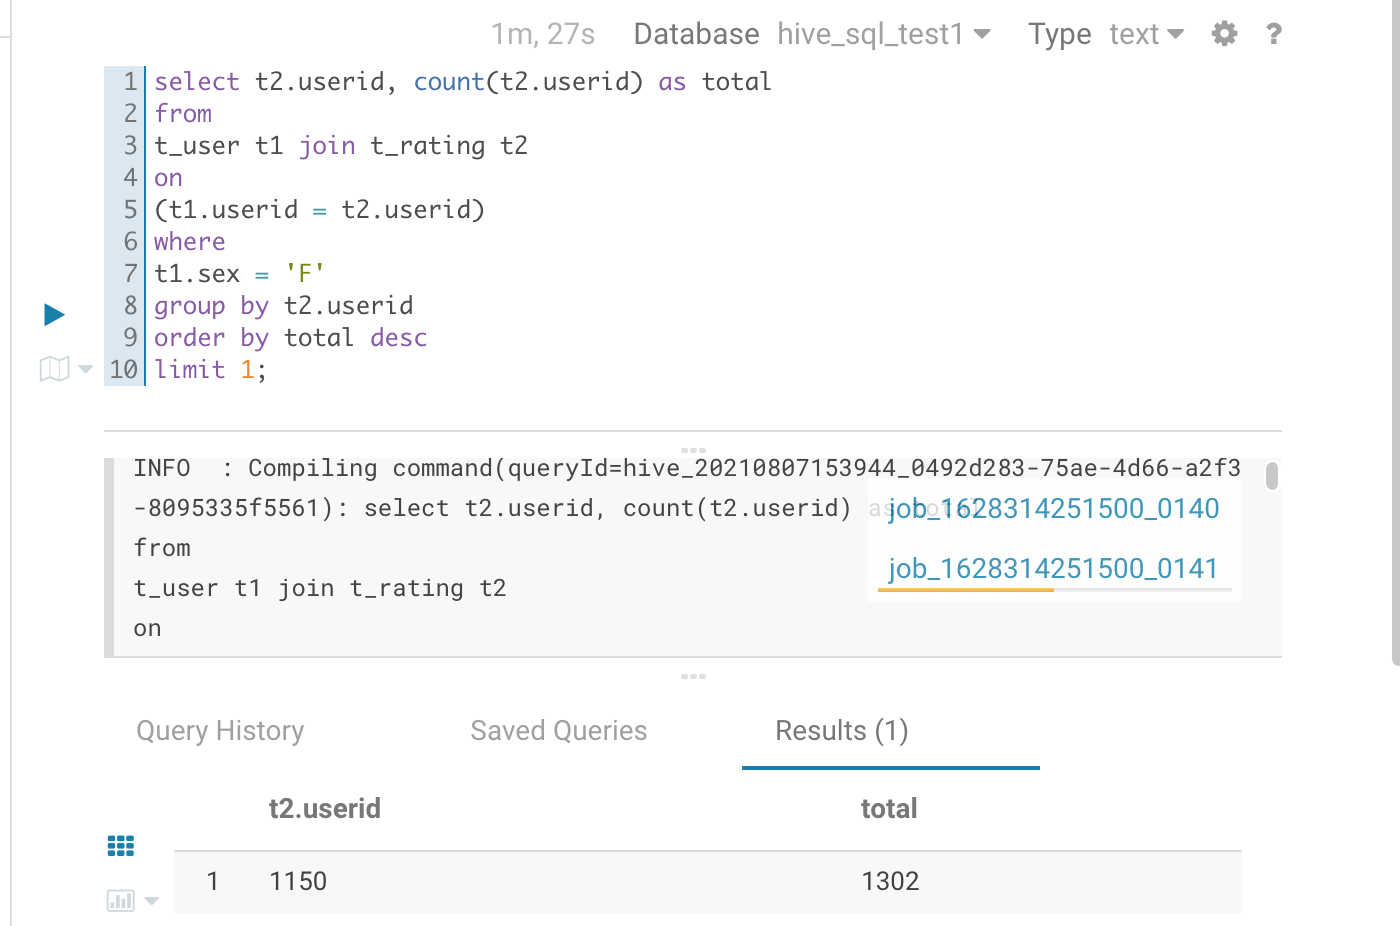 1m, 27s Database hive_sql_test1 Type text ?
1 select t2.userid, count(t2.userid) as total
2 from
3 t_user t1 join t_rating t2
4 on
5 (t1.userid = t2.userid)
6 where
7 t1.sex = 'F'
8 group by t2.userid
9 order by total desc
10 limit 1;
INFO  : Compiling command(queryId=hive_20210807153944_0492d283-75ae-4d66-a2f3
-8095335f5561): select t2.userid, count(t2.userid) as total
job_1628314251500_0140
from
job_1628314251500_0141
t_user t1 join t_rating t2
on
Query History Saved Queries Results (1)
t2.userid total
1 1150 1302